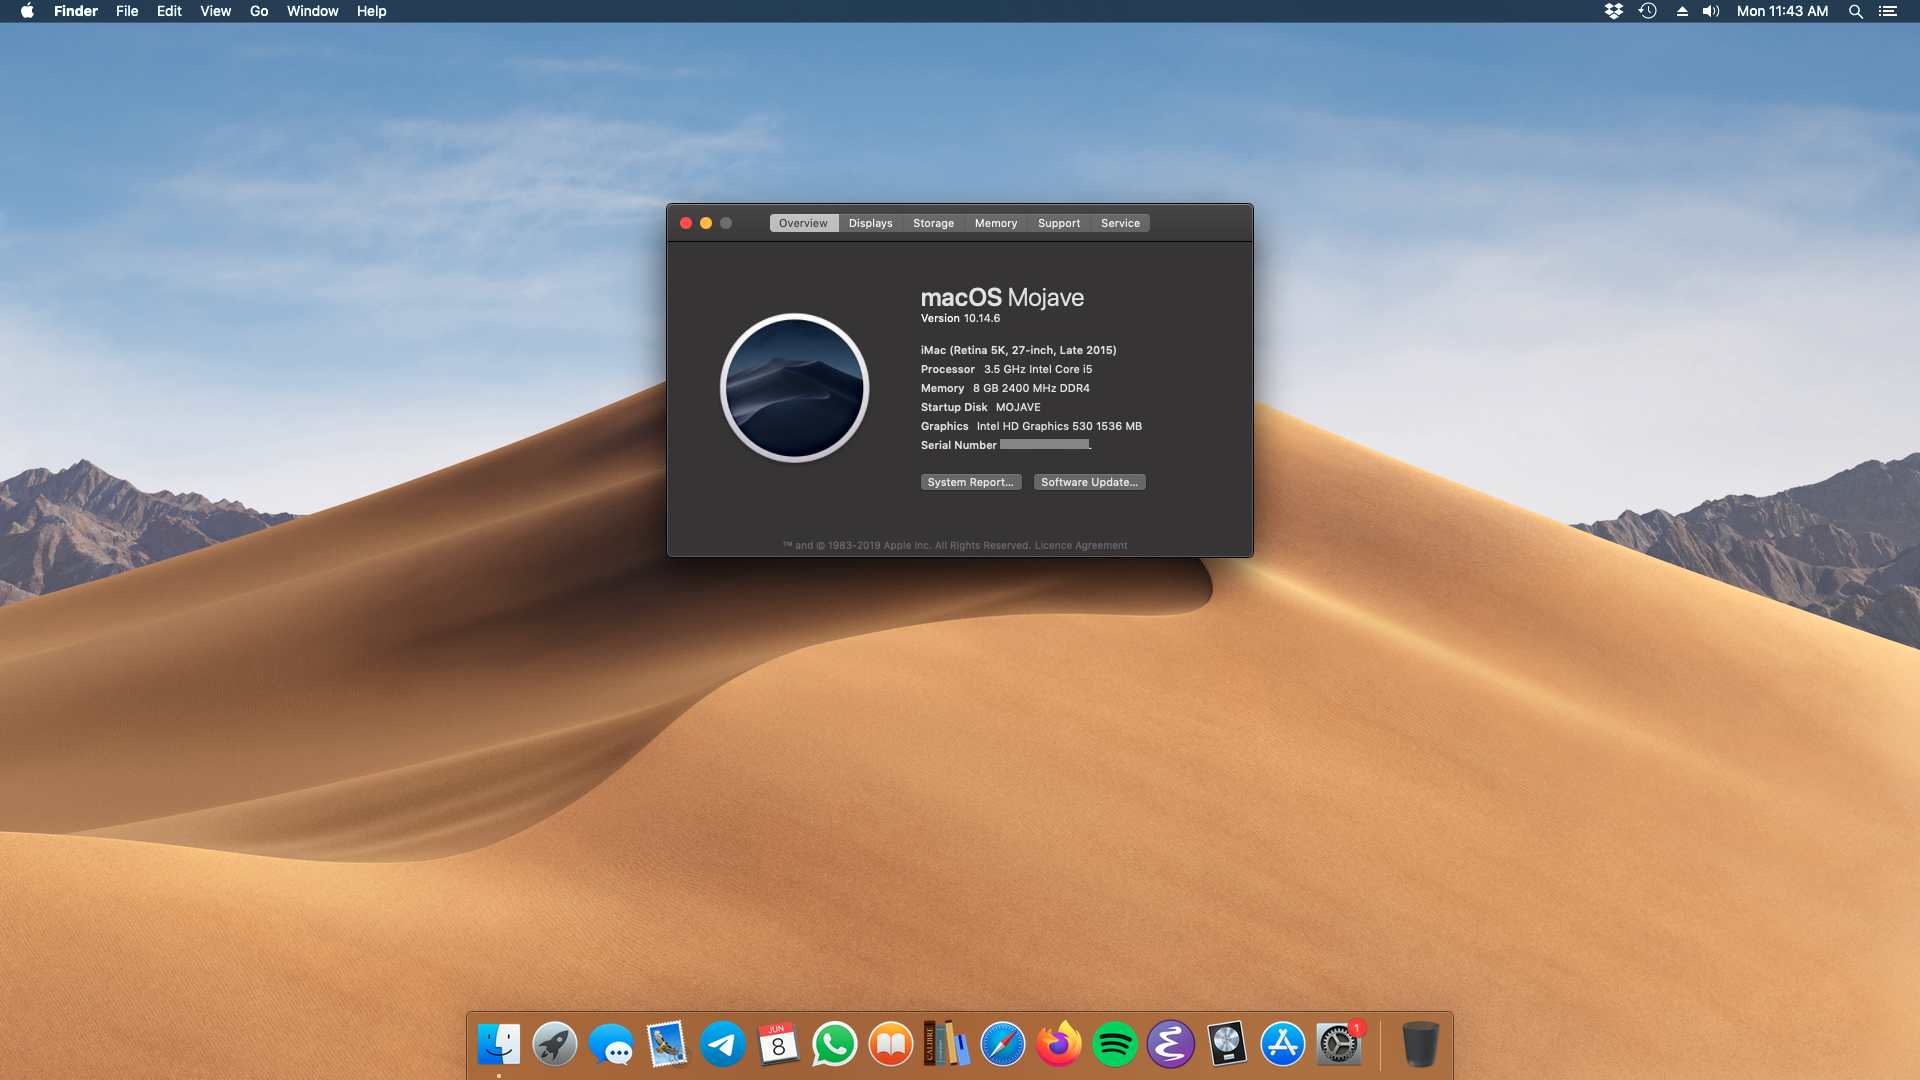 Finder File Edit View Go Window Help Mon 11:43 AM
Overview Displays Storage Memory Support Service
macOS Mojave
Version 10.14.6
iMac (Retina 5K, 27-inch, Late 2015)
Processor 3.5 GHz Intel Core i5
Memory 8 GB 2400 MHz DDR4
Startup Disk MOJAVE
Graphics Intel HD Graphics 530 1536 MB
Serial Number
System Report... Software Update...
™ and © 1983-2019 Apple Inc. All Rights Reserved. Licence Agreement
JUN
8
CALIBRE
1